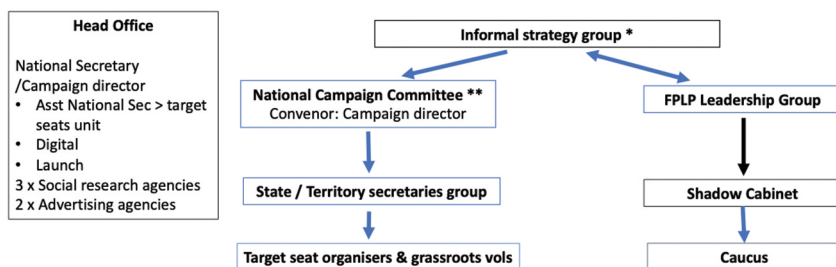 Head Office
National Secretary
/Campaign director
• Asst National Sec > target
seats unit
• Digital
• Launch
3 x Social research agencies
2 x Advertising agencies
Informal strategy group *
National Campaign Committee **
Convenor: Campaign director
FPLP Leadership Group
State / Territory secretaries group
Shadow Cabinet
Target seat organisers & grassroots vols
Caucus